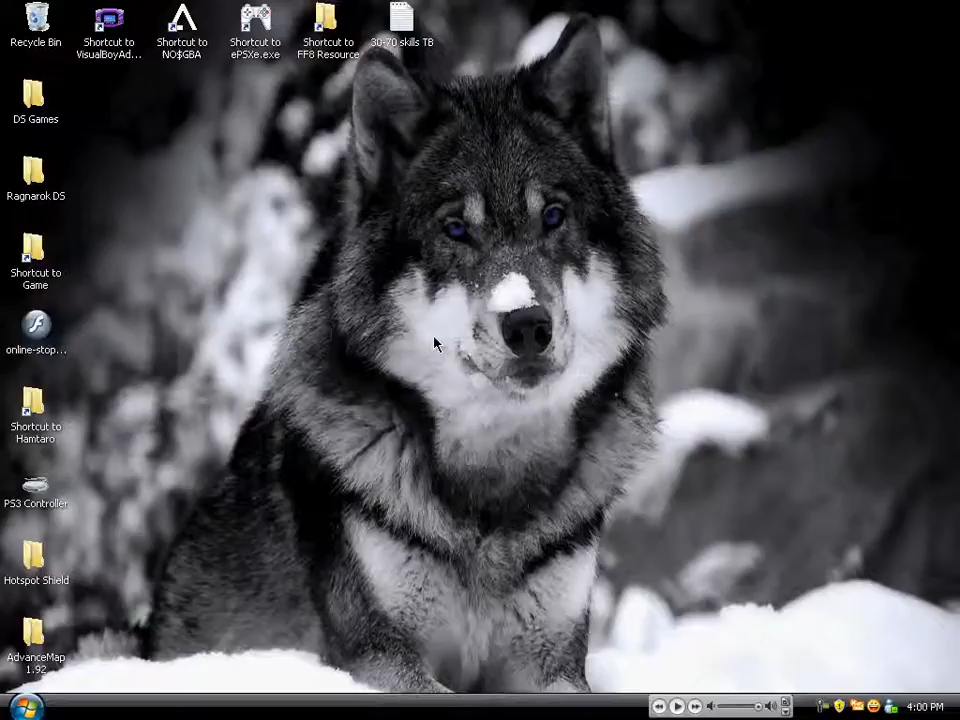 Recycle Bin
Shortcut to
VisualBoyAd...
Shortcut to
NO$GBA
Shortcut to
ePSXe.exe
Shortcut to
FF8 Resource
30-70 skills TB
DS Games
Ragnarok DS
Shortcut to
Game
online-stop...
Shortcut to
Hamtaro
PS3 Controller
Hotspot Shield
AdvanceMap
1.92
4:00 PM